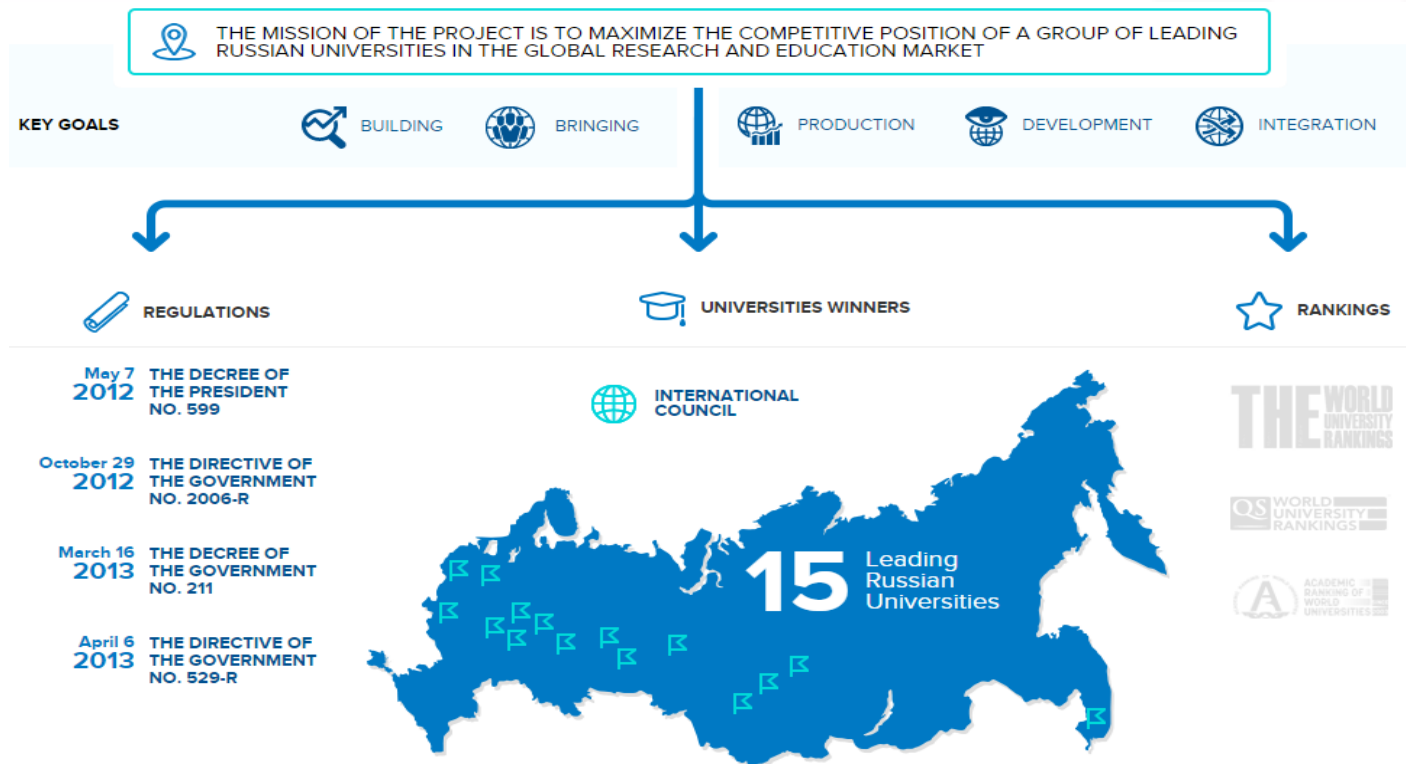 THE MISSION OF THE PROJECT IS TO MAXIMIZE THE COMPETITIVE POSITION OF A GROUP OF LEADING
RUSSIAN UNIVERSITIES IN THE GLOBAL RESEARCH AND EDUCATION MARKET
KEY GOALS
BUILDING
BRINGING
PRODUCTION
DEVELOPMENT
INTEGRATION
REGULATIONS
May 7
2012
THE DECREE OF
THE PRESIDENT
NO. 599
October 29
2012
THE DIRECTIVE OF
THE GOVERNMENT
NO. 2006-R
March 16
2013
THE DECREE OF
THE GOVERNMENT
NO. 211
April 6
2013
THE DIRECTIVE OF
THE GOVERNMENT
NO. 529-R
UNIVERSITIES WINNERS
INTERNATIONAL
COUNCIL
15
Leading
Russian
Universities
RANKINGS
THE WORLD
UNIVERSITY
RANKINGS
QS WORLD
UNIVERSITY
RANKINGS
A
ACADEMIC
RANKING OF
WORLD
UNIVERSITIES